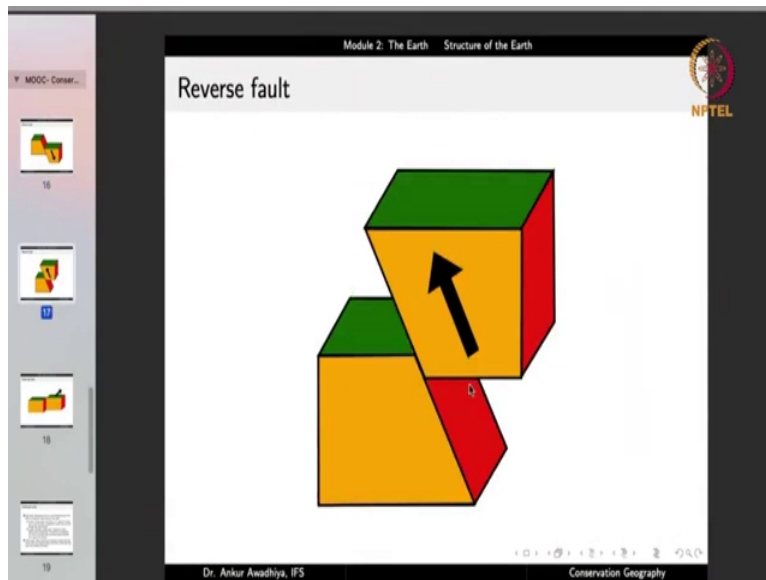 Module 2: The Earth Structure of the Earth
MOOC- Conser...
Reverse fault
NPTEL
16
17
18
19
Dr. Ankur Awadhiya, IFS
Conservation Geography